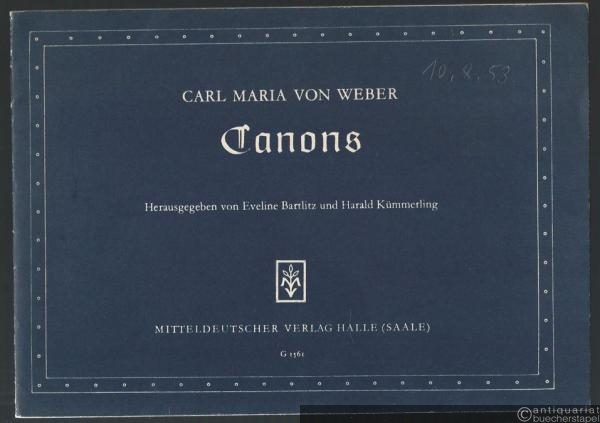 10, 8. 53
CARL MARIA VON WEBER
Canons
Herausgegeben von Eveline Bartlitz und Harald Kümmerling
MITTELDEUTSCHER VERLAG HALLE (SAALE)
G 1561
©antiquariat
buecherstapel